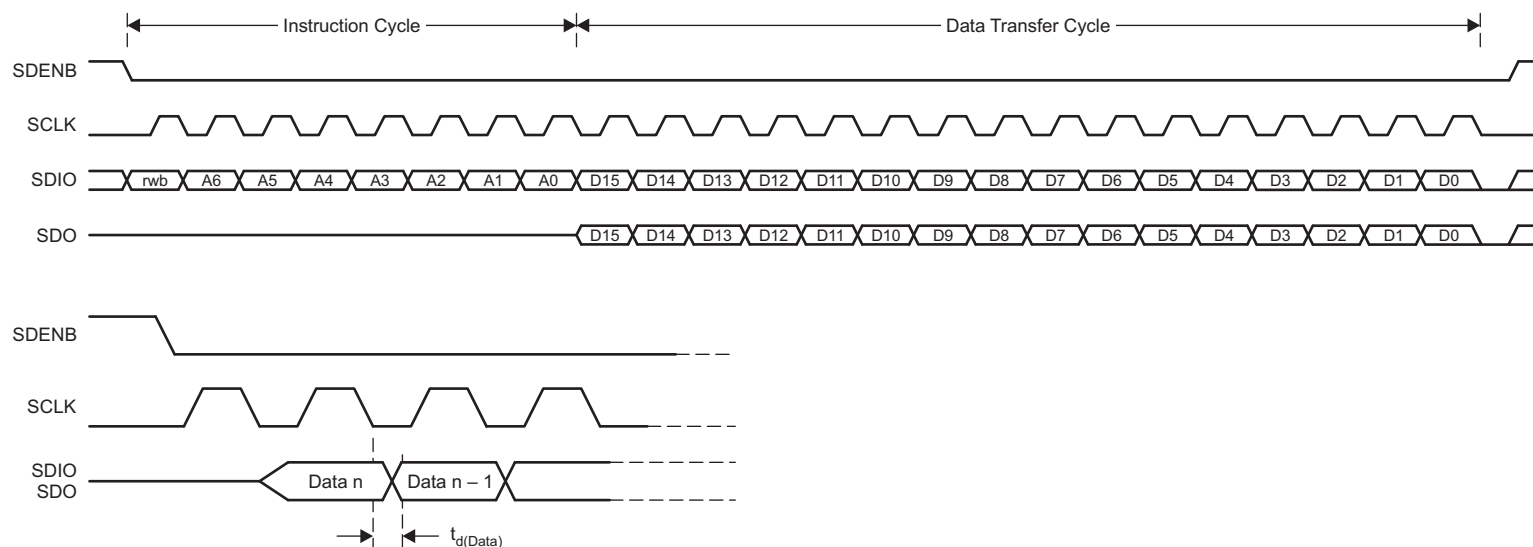 Instruction Cycle Data Transfer Cycle
SDENB
SCLK
SDIO rwb A6 A5 A4 A3 A2 A1 A0 D15 D14 D13 D12 D11 D10 D9 D8 D7 D6 D5 D4 D3 D2 D1 D0
SDO D15 D14 D13 D12 D11 D10 D9 D8 D7 D6 D5 D4 D3 D2 D1 D0
SDENB
SCLK
SDIO
SDO
Data n Data n – 1
td(Data)